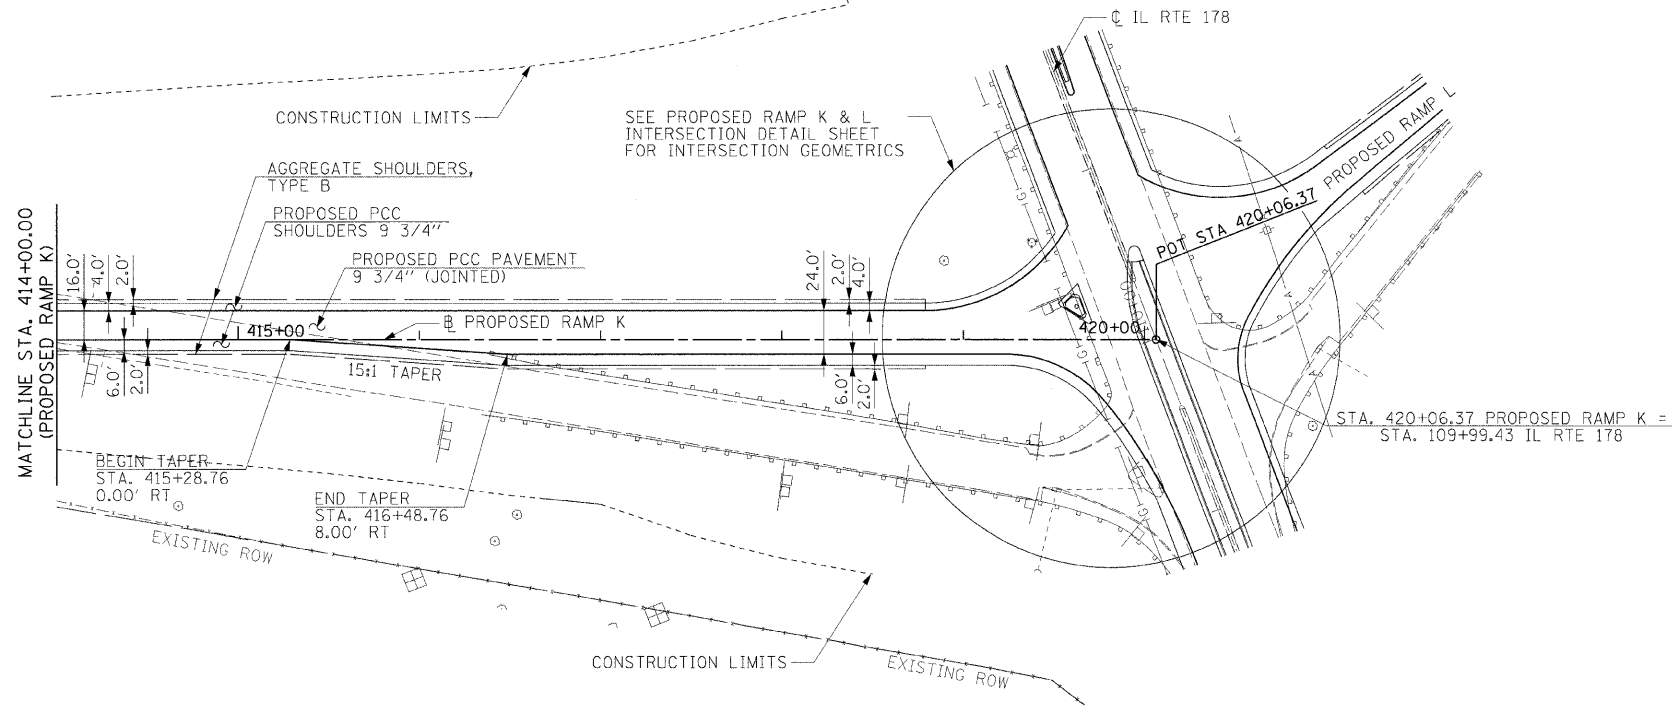 ℄ IL RTE 178
CONSTRUCTION LIMITS
SEE PROPOSED RAMP K & L
INTERSECTION DETAIL SHEET
FOR INTERSECTION GEOMETRICS
AGGREGATE SHOULDERS,
TYPE B
PROPOSED PCC
SHOULDERS 9 3/4"
PROPOSED PCC PAVEMENT
9 3/4" (JOINTED)
MATCHLINE STA. 414+00.00
(PROPOSED RAMP K)
16.0'
4.0'
2.0'
24.0'
2.0'
4.0'
PROPOSED RAMP L
POT STA 420+06.37
415+00
PROPOSED RAMP K
420+00
6.0'
2.0'
15:1 TAPER
6.0'
2.0'
STA. 420+06.37 PROPOSED RAMP K =
STA. 109+99.43 IL RTE 178
BEGIN TAPER
STA. 415+28.76
0.00' RT
END TAPER
STA. 416+48.76
8.00' RT
EXISTING ROW
CONSTRUCTION LIMITS
EXISTING ROW